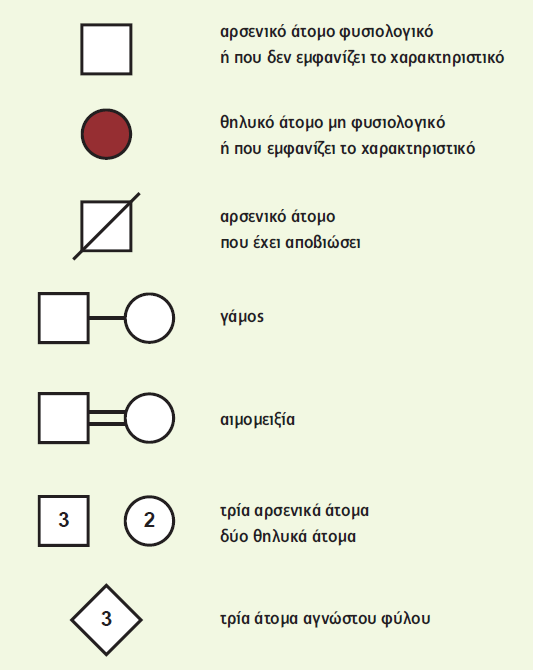 αρσενικό άτομο φυσιολογικό
ή που δεν εμφανίζει το χαρακτηριστικό
θηλυκό άτομο μη φυσιολογικό
ή που εμφανίζει το χαρακτηριστικό
αρσενικό άτομο
που έχει αποβιώσει
γάμος
αιμομειξία
3 2
τρία αρσενικά άτομα
δύο θηλυκά άτομα
3
τρία άτομα αγνώστου φύλου